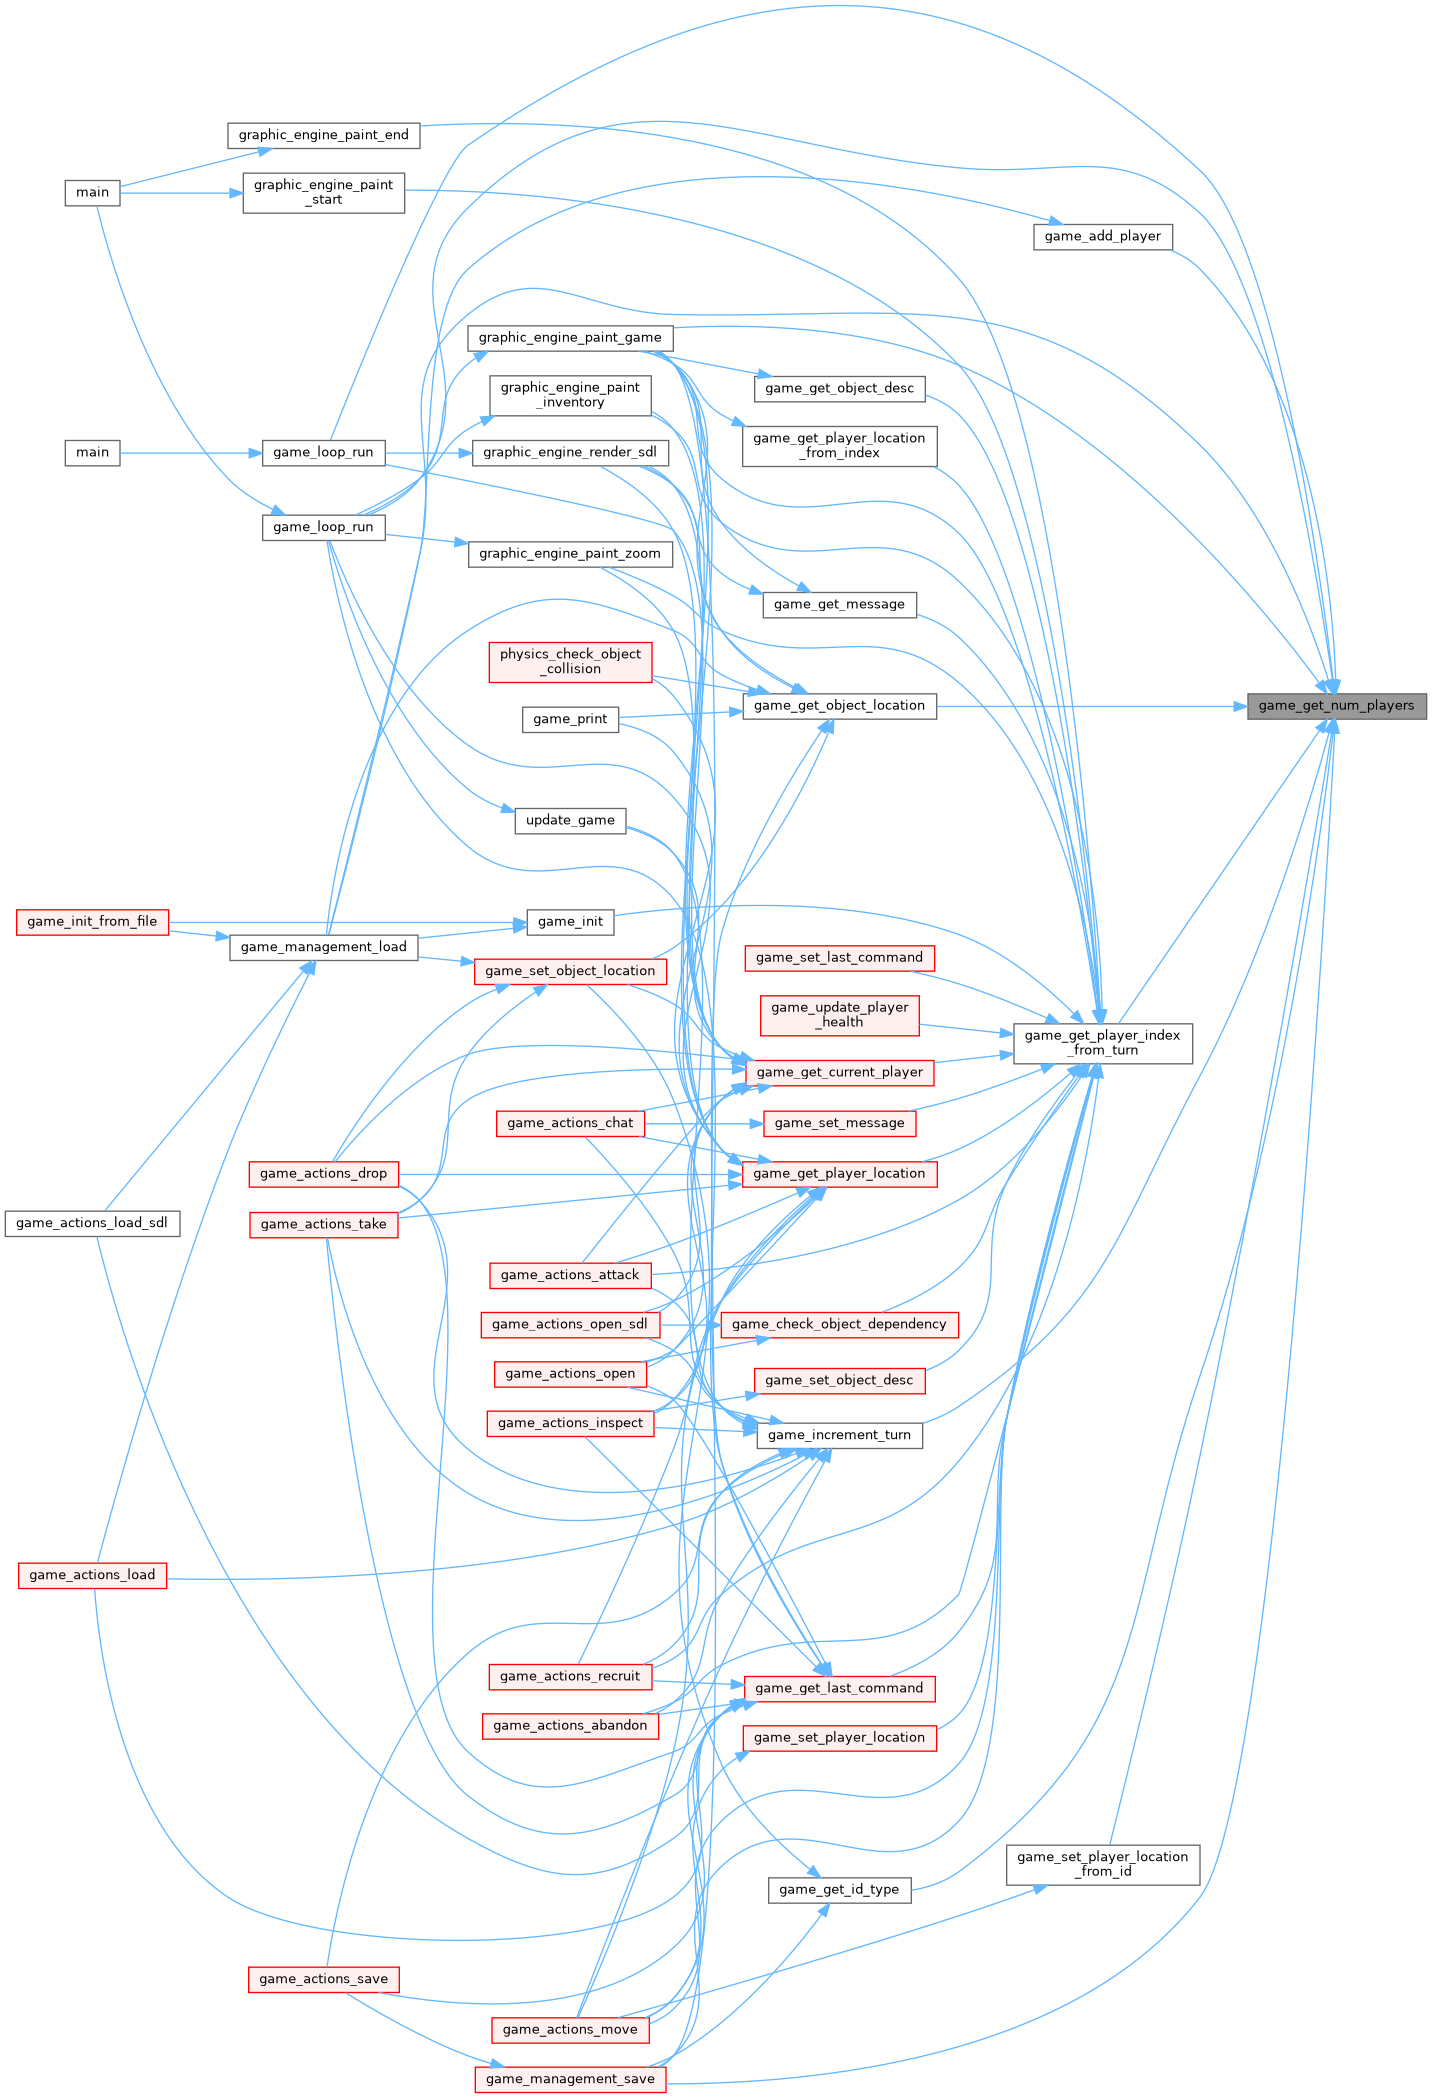 graphic_engine_paint_end
main
graphic_engine_paint
_start
game_add_player
graphic_engine_paint_game
game_get_object_desc
graphic_engine_paint
_inventory
game_get_player_location
_from_index
main
game_loop_run
graphic_engine_render_sdl
game_loop_run
graphic_engine_paint_zoom
game_get_message
physics_check_object
_collision
game_get_object_location
game_get_num_players
game_print
update_game
game_init_from_file
game_init
game_management_load
game_set_last_command
game_set_object_location
game_update_player
_health
game_get_player_index
_from_turn
game_get_current_player
game_actions_chat
game_set_message
game_actions_drop
game_get_player_location
game_actions_load_sdl
game_actions_take
game_actions_attack
game_actions_open_sdl
game_check_object_dependency
game_actions_open
game_set_object_desc
game_actions_inspect
game_increment_turn
game_actions_load
game_actions_recruit
game_get_last_command
game_actions_abandon
game_set_player_location
game_set_player_location
_from_id
game_get_id_type
game_actions_save
game_actions_move
game_management_save